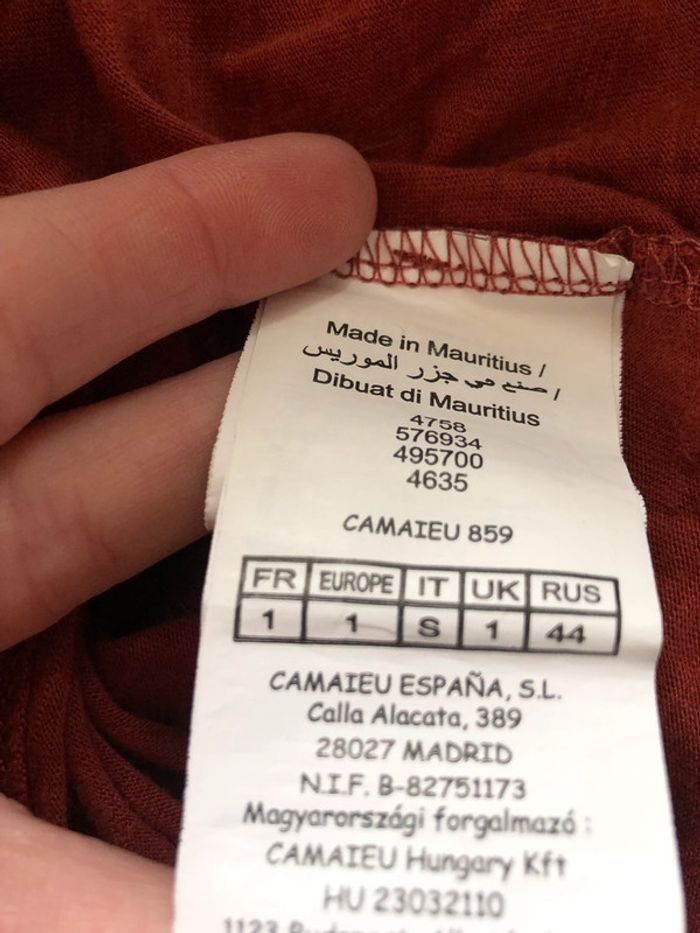 Made in Mauritius /
صنع في جزر الموريس /
Dibuat di Mauritius
4758
576934
495700
4635
CAMAIEU 859
FR EUROPE IT UK RUS
1 1 S 1 44
CAMAIEU ESPAÑA, S.L.
Calla Alacata, 389
28027 MADRID
N.I.F. B-82751173
Magyarországi forgalmazó :
CAMAIEU Hungary Kft
HU 23032110
1123 Budapest,